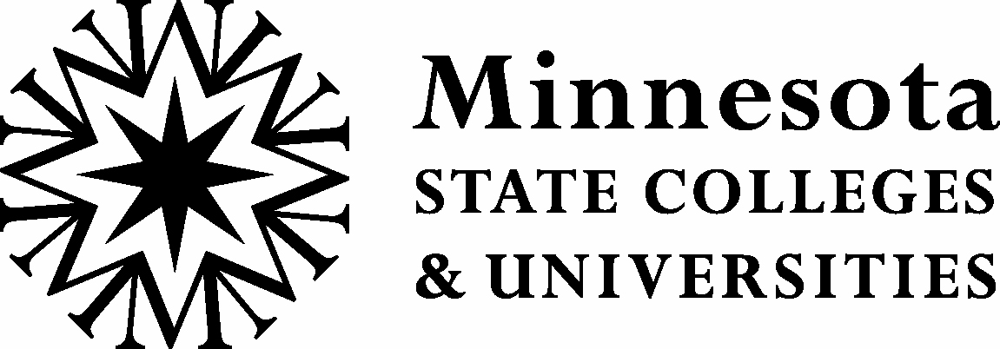 Minnesota
STATE COLLEGES
& UNIVERSITIES